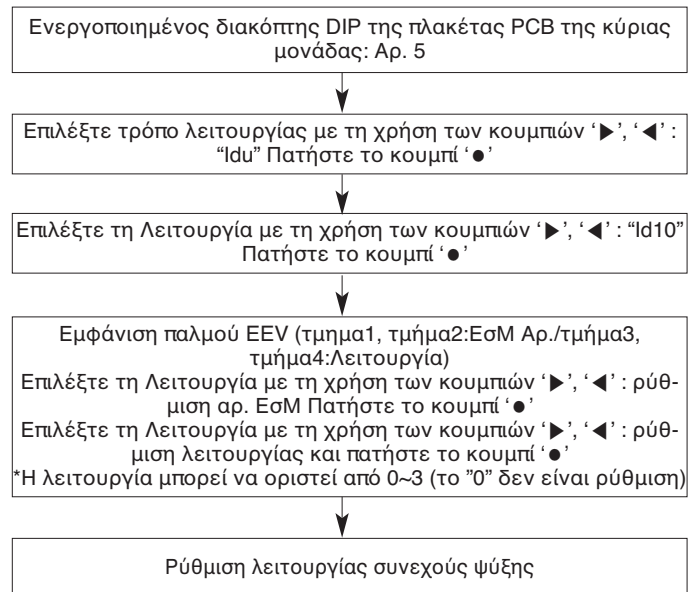 Ενεργοποιημένος διακόπτης DIP της πλακέτας PCB της κύριας
μονάδας: Αρ. 5
Επιλέξτε τρόπο λειτουργίας με τη χρήση των κουμπιών ‘▶’, ‘◀’ :
“Idu” Πατήστε το κουμπί ‘●’
Επιλέξτε τη Λειτουργία με τη χρήση των κουμπιών ‘▶’, ‘◀’ : “Id10”
Πατήστε το κουμπί ‘●’
Εμφάνιση παλμού EEV (τμημα1, τμήμα2:ΕσΜ Αρ./τμήμα3,
τμήμα4:Λειτουργία)
Επιλέξτε τη Λειτουργία με τη χρήση των κουμπιών ‘▶’, ‘◀’ : ρύθ-
μιση αρ. ΕσΜ Πατήστε το κουμπί ‘●’
Επιλέξτε τη Λειτουργία με τη χρήση των κουμπιών ‘▶’, ‘◀’ : ρύθ-
μιση λειτουργίας και πατήστε το κουμπί ‘●’
*Η λειτουργία μπορεί να οριστεί από 0~3 (το ”0” δεν είναι ρύθμιση)
Ρύθμιση λειτουργίας συνεχούς ψύξης